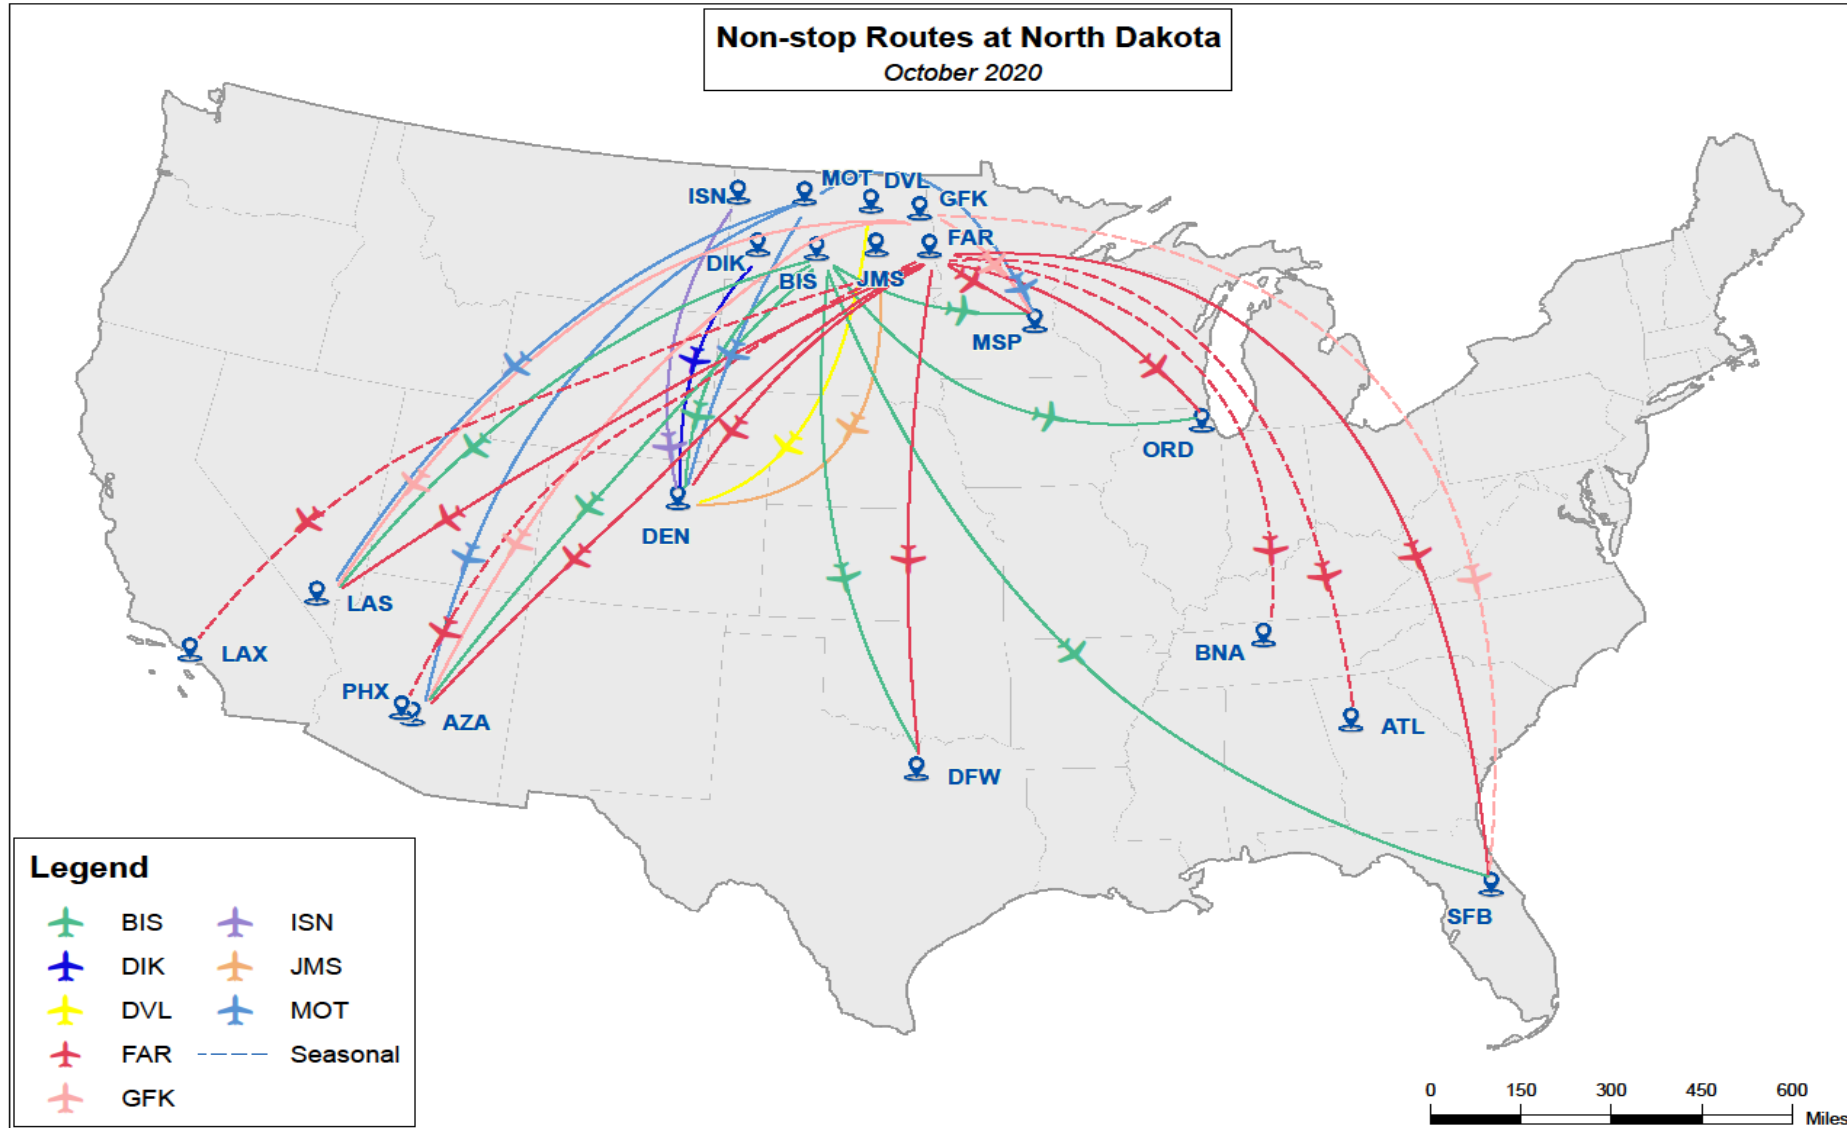 Non-stop Routes at North Dakota
October 2020
MOT
DVL
ISN
GFK
FAR
DIK
BIS
JMS
MSP
ORD
DEN
LAS
LAX
BNA
PHX
AZA
ATL
DFW
SFB
Legend
BIS
ISN
DIK
JMS
DVL
MOT
FAR
Seasonal
GFK
0 150 300 450 600
Miles